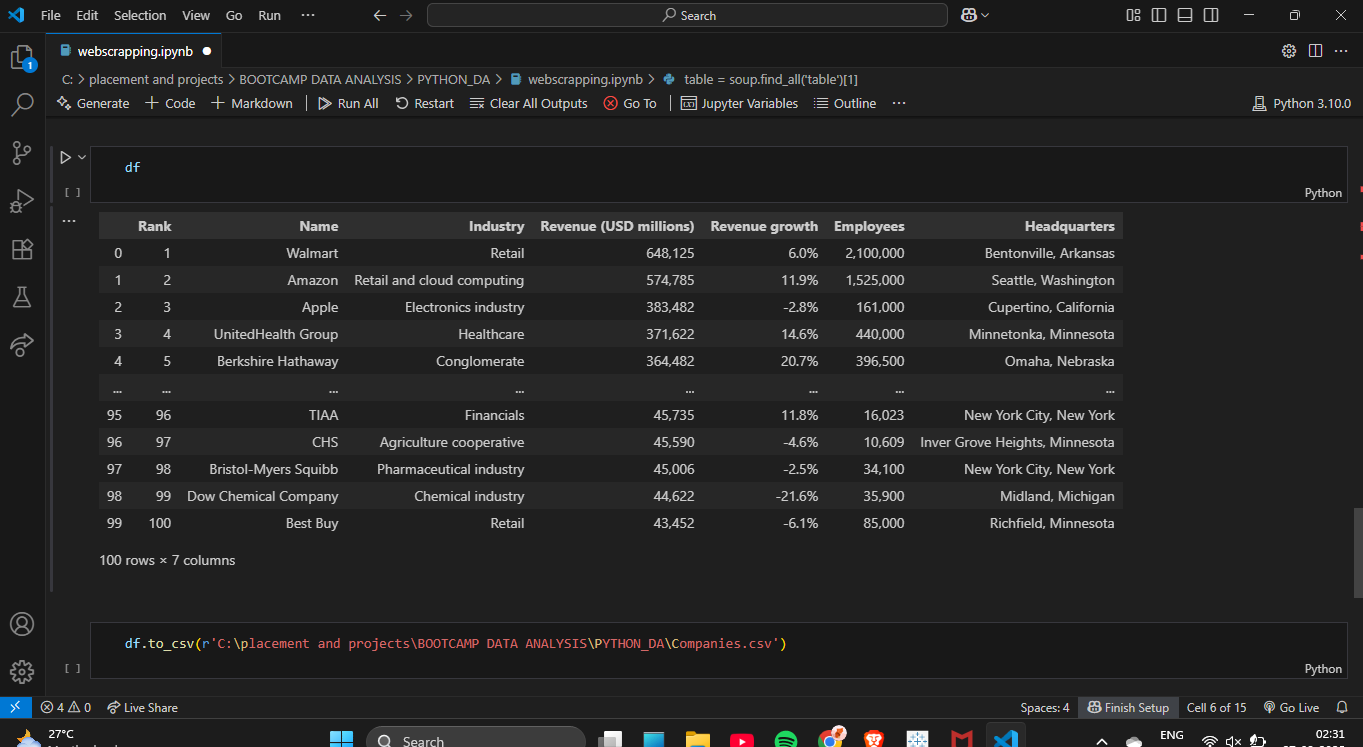 File Edit Selection View Go Run ... Search
webscrapping.ipynb
1
C: > placement and projects > BOOTCAMP DATA ANALYSIS > PYTHON_DA > webscrapping.ipynb > table = soup.find_all('table')[1]
Generate + Code + Markdown | Run All Restart Clear All Outputs Go To | Jupyter Variables Outline ... Python 3.10.0
df
[ ] Python
...
Rank Name Industry Revenue (USD millions) Revenue growth Employees Headquarters
0 1 Walmart Retail 648,125 6.0% 2,100,000 Bentonville, Arkansas
1 2 Amazon Retail and cloud computing 574,785 11.9% 1,525,000 Seattle, Washington
2 3 Apple Electronics industry 383,482 -2.8% 161,000 Cupertino, California
3 4 UnitedHealth Group Healthcare 371,622 14.6% 440,000 Minnetonka, Minnesota
4 5 Berkshire Hathaway Conglomerate 364,482 20.7% 396,500 Omaha, Nebraska
... ... ... ... ... ... ... ...
95 96 TIAA Financials 45,735 11.8% 16,023 New York City, New York
96 97 CHS Agriculture cooperative 45,590 -4.6% 10,609 Inver Grove Heights, Minnesota
97 98 Bristol-Myers Squibb Pharmaceutical industry 45,006 -2.5% 34,100 New York City, New York
98 99 Dow Chemical Company Chemical industry 44,622 -21.6% 35,900 Midland, Michigan
99 100 Best Buy Retail 43,452 -6.1% 85,000 Richfield, Minnesota
100 rows × 7 columns
df.to_csv(r'C:\placement and projects\BOOTCAMP DATA ANALYSIS\PYTHON_DA\Companies.csv')
[ ] Python
4 0 Live Share Spaces: 4 Finish Setup Cell 6 of 15 Go Live
27°C Search ENG 02:31